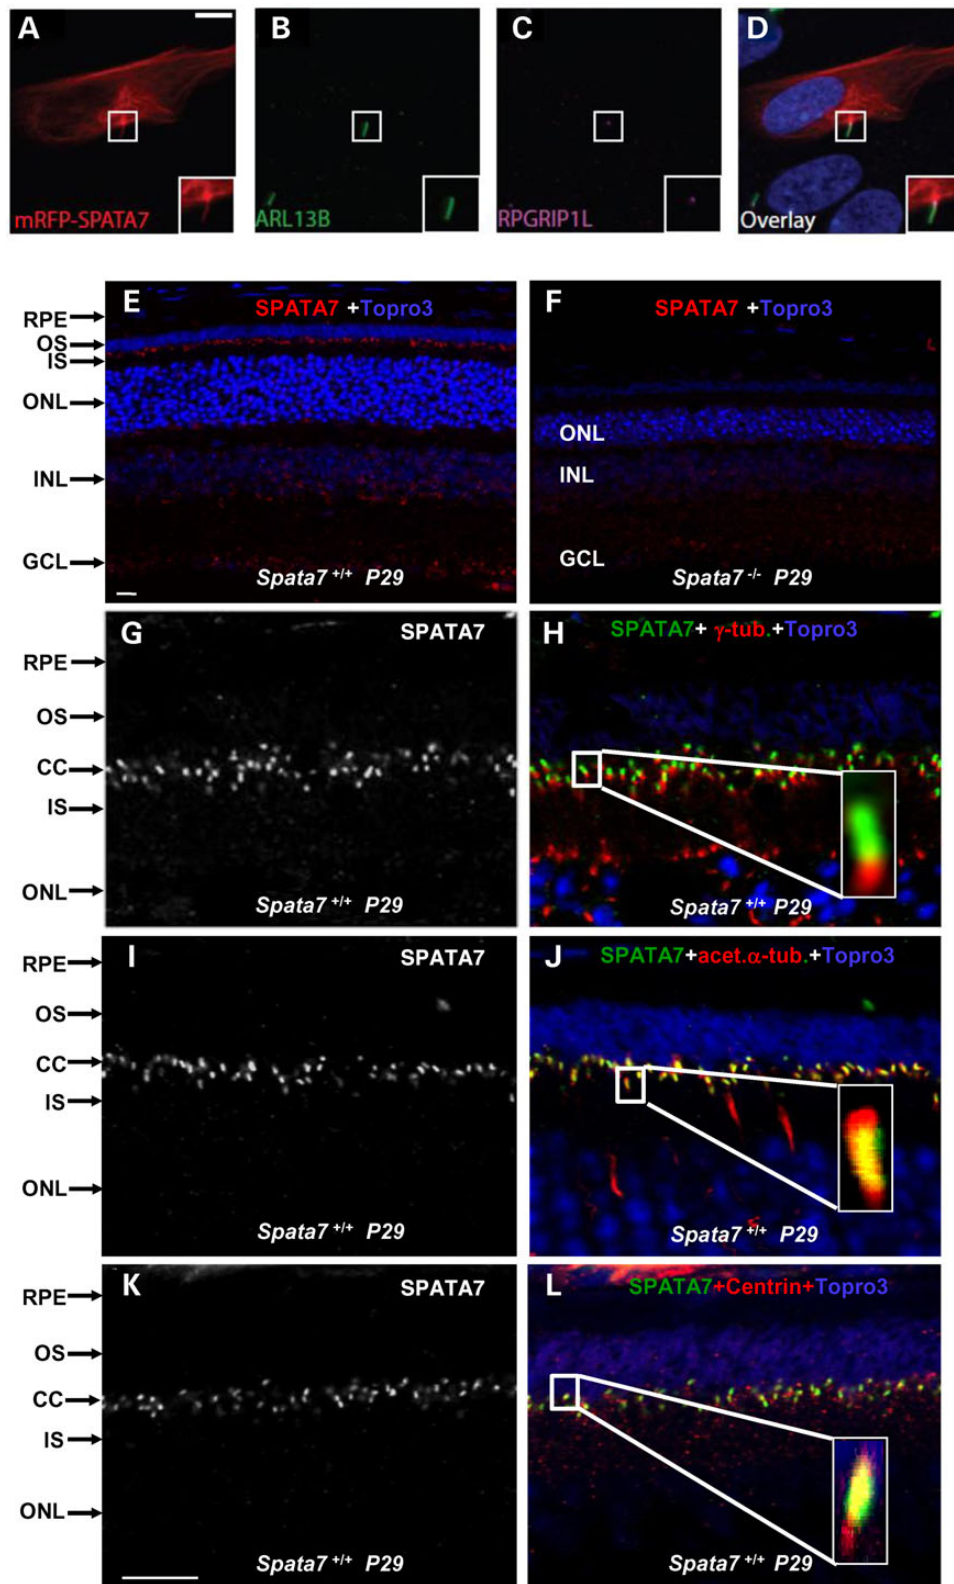 A B C D
mRFP-SPATA7 ARL13B RPGRIP1L Overlay
E SPATA7 +Topro3 F SPATA7 +Topro3
RPE
OS
IS
ONL ONL
INL INL
GCL GCL
Spata7 +/+ P29 Spata7 -/- P29
G SPATA7 H SPATA7+ γ-tub.+Topro3
RPE
OS
CC
IS
ONL
Spata7 +/+ P29 Spata7 +/+ P29
I SPATA7 J SPATA7+acet.α-tub.+Topro3
RPE
OS
CC
IS
ONL
Spata7 +/+ P29 Spata7 +/+ P29
K SPATA7 L SPATA7+Centrin+Topro3
RPE
OS
CC
IS
ONL
Spata7 +/+ P29 Spata7 +/+ P29